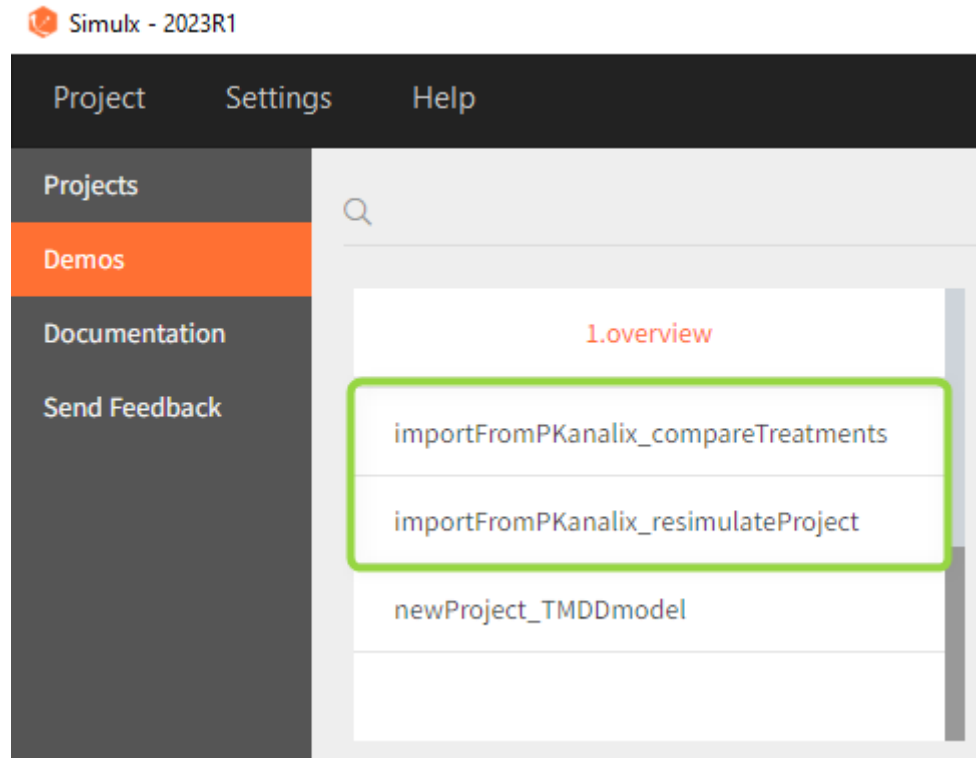 Simulx - 2023R1
Project Settings Help
Projects
Demos
Documentation
Send Feedback
1.overview
importFromPKanalix_compareTreatments
importFromPKanalix_resimulateProject
newProject_TMDDmodel